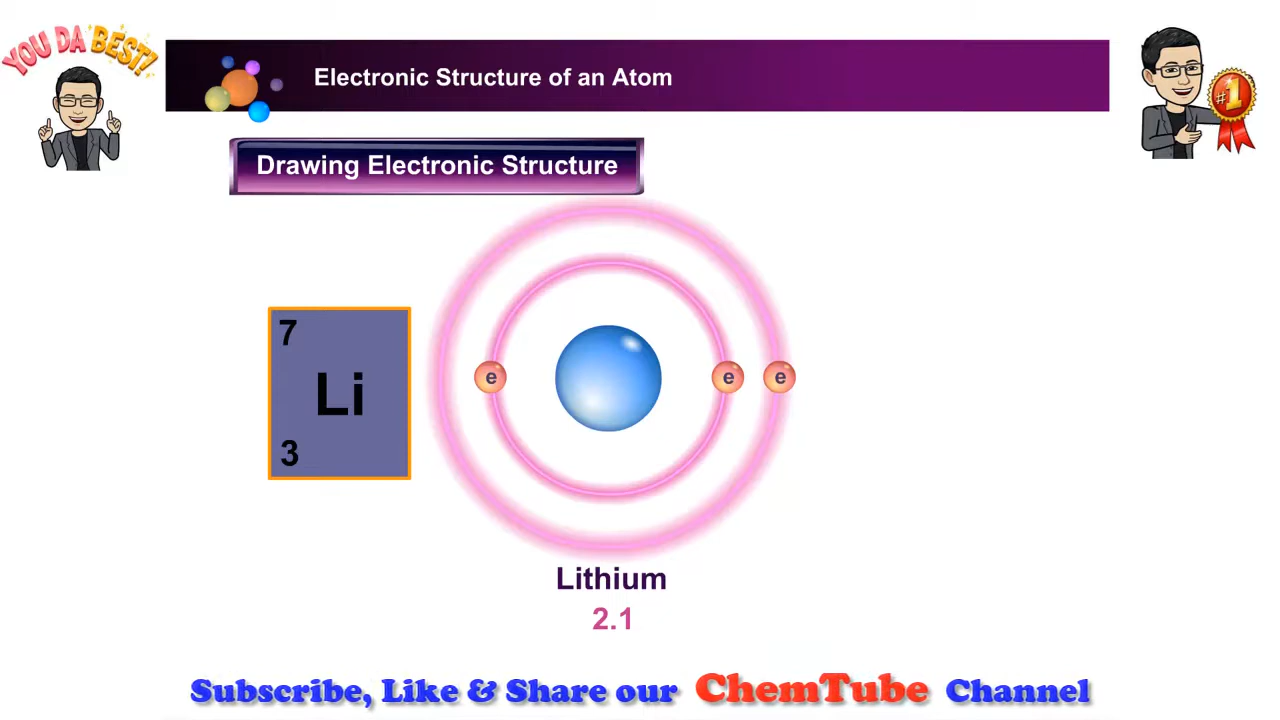 YOU DA BEST!
Electronic Structure of an Atom
#1
Drawing Electronic Structure
7
Li
3
e e e
Lithium
2.1
Subscribe, Like & Share our ChemTube Channel